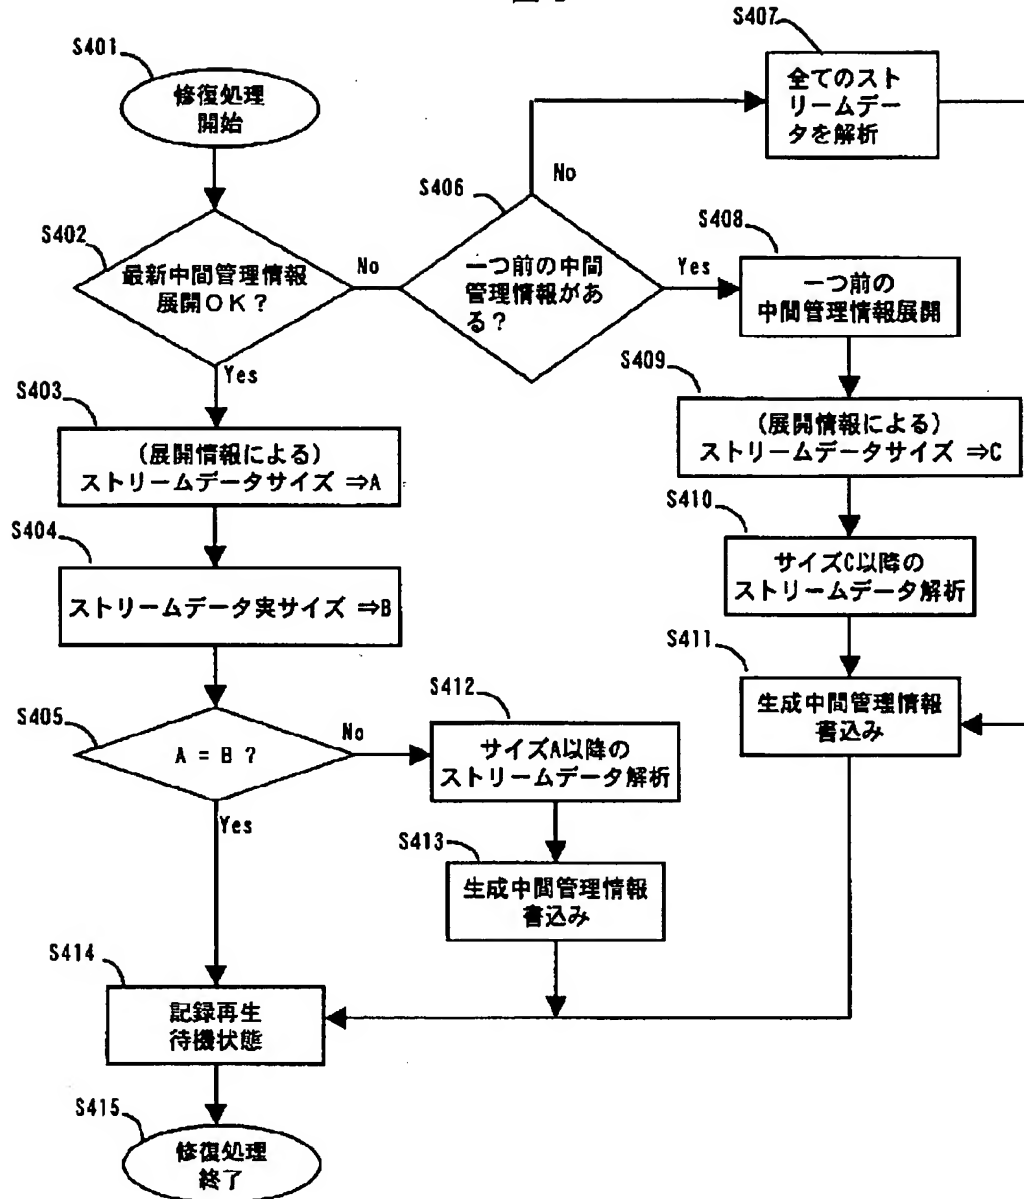 S401
修復処理
開始
S402
最新中間管理情報
展開OK？
No
Yes
S403
(展開情報による)
ストリームデータサイズ ⇒A
S404
ストリームデータ実サイズ ⇒B
S405
A = B ?
No
Yes
S406
一つ前の中間
管理情報があ
る？
No
Yes
S407
全てのスト
リームデー
タを解析
S408
一つ前の
中間管理情報展開
S409
(展開情報による)
ストリームデータサイズ ⇒C
S410
サイズC以降の
ストリームデータ解析
S411
生成中間管理情報
書込み
S412
サイズA以降の
ストリームデータ解析
S413
生成中間管理情報
書込み
S414
記録再生
待機状態
S415
修復処理
終了